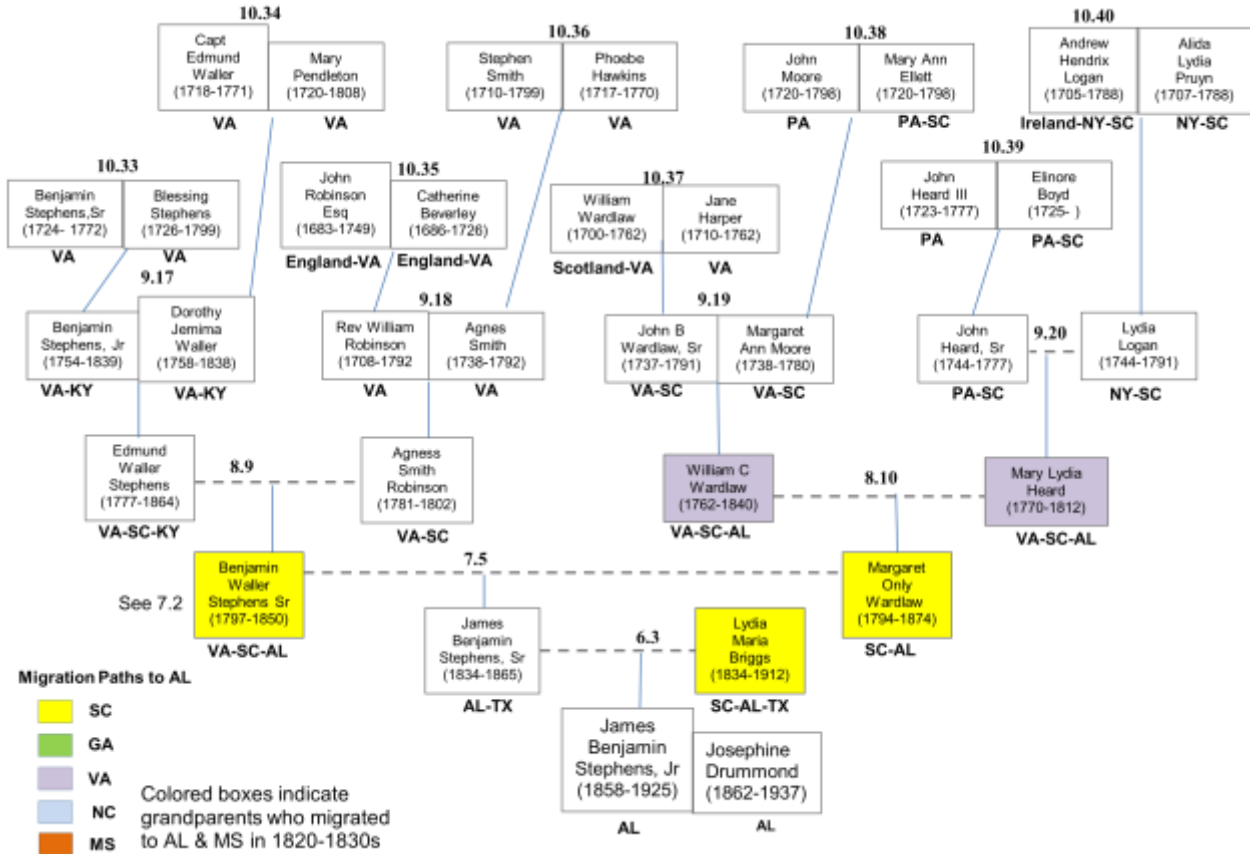 10.34
Capt
Edmund
Waller
(1718-1771)
Mary
Pendleton
(1720-1808)
VA
VA
10.36
Stephen
Smith
(1710-1799)
Phoebe
Hawkins
(1717-1770)
VA
VA
10.38
John
Moore
(1720-1798)
Mary Ann
Ellett
(1720-1798)
PA
PA-SC
10.40
Andrew
Hendrix
Logan
(1705-1788)
Alida
Lydia
Pruyn
(1707-1788)
Ireland-NY-SC
NY-SC
10.33
Benjamin
Stephens,Sr
(1724- 1772)
Blessing
Stephens
(1726-1799)
VA
VA
10.35
John
Robinson
Esq
(1683-1749)
Catherine
Beverley
(1686-1726)
England-VA
England-VA
10.37
William
Wardlaw
(1700-1762)
Jane
Harper
(1710-1762)
Scotland-VA
VA
10.39
John
Heard III
(1723-1777)
Elinore
Boyd
(1725- )
PA
PA-SC
9.17
Benjamin
Stephens, Jr
(1754-1839)
Dorothy
Jemima
Waller
(1758-1838)
VA-KY
VA-KY
9.18
Rev William
Robinson
(1708-1792
Agnes
Smith
(1738-1792)
VA
VA
9.19
John B
Wardlaw, Sr
(1737-1791)
Margaret
Ann Moore
(1738-1780)
VA-SC
VA-SC
John
Heard, Sr
(1744-1777)
9.20
Lydia
Logan
(1744-1791)
PA-SC
NY-SC
Edmund
Waller
Stephens
(1777-1864)
8.9
Agness
Smith
Robinson
(1781-1802)
VA-SC-KY
VA-SC
William C
Wardlaw
(1762-1840)
8.10
Mary Lydia
Heard
(1770-1812)
VA-SC-AL
VA-SC-AL
See 7.2
Benjamin
Waller
Stephens Sr
(1797-1850)
7.5
Margaret
Only
Wardlaw
(1794-1874)
VA-SC-AL
SC-AL
James
Benjamin
Stephens, Sr
(1834-1865)
6.3
Lydia
Maria
Briggs
(1834-1912)
AL-TX
SC-AL-TX
James
Benjamin
Stephens, Jr
(1858-1925)
Josephine
Drummond
(1862-1937)
AL
AL
Migration Paths to AL
SC
GA
VA
NC
MS
Colored boxes indicate
grandparents who migrated
to AL & MS in 1820-1830s